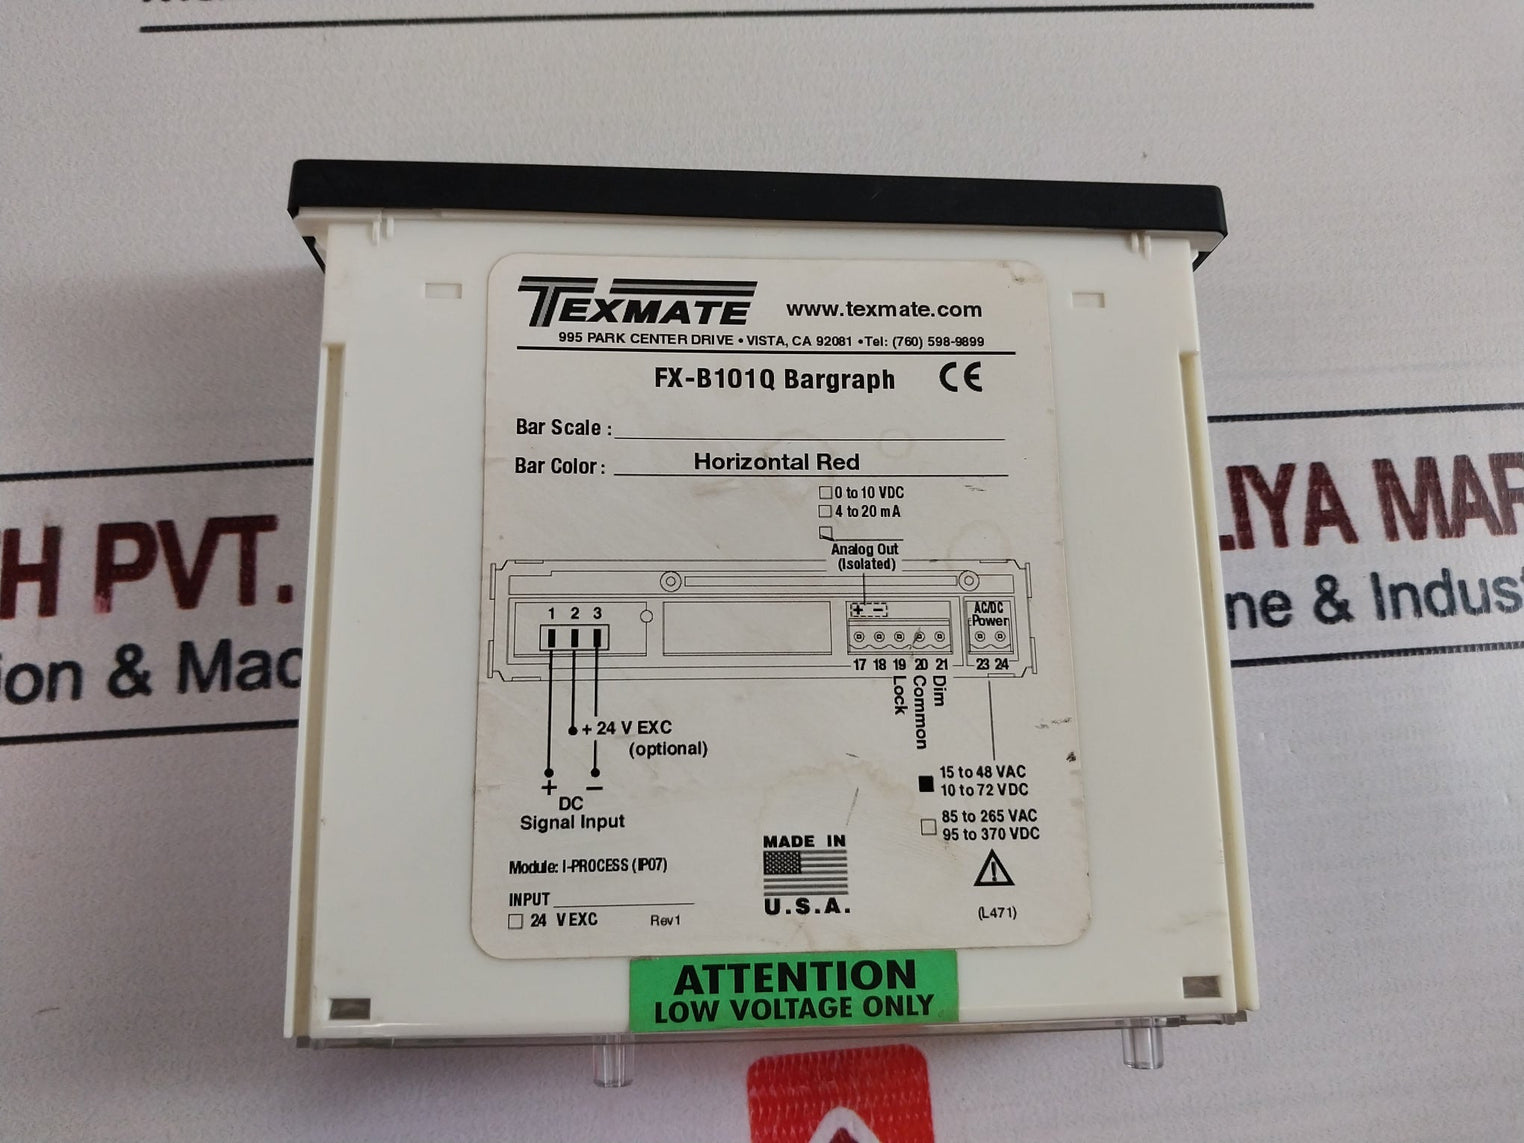 TEXMATE www.texmate.com
995 PARK CENTER DRIVE • VISTA, CA 92081 • Tel: (760) 598-9899
FX-B101Q Bargraph CE
Bar Scale :
Bar Color : Horizontal Red
0 to 10 VDC
4 to 20 mA
Analog Out
(Isolated)
1 2 3
+ −
AC/DC
Power
17 18 19 20 21 23 24
Lock
Common
Dim
+ 24 V EXC
(optional)
+ −
DC
Signal Input
15 to 48 VAC
10 to 72 VDC
85 to 265 VAC
95 to 370 VDC
Module: I-PROCESS (IP07)
INPUT
24 V EXC Rev1
MADE IN
U.S.A.
(L471)
ATTENTION
LOW VOLTAGE ONLY
H PVT.
ion & Mac
LIYA MAR
ne & Indus